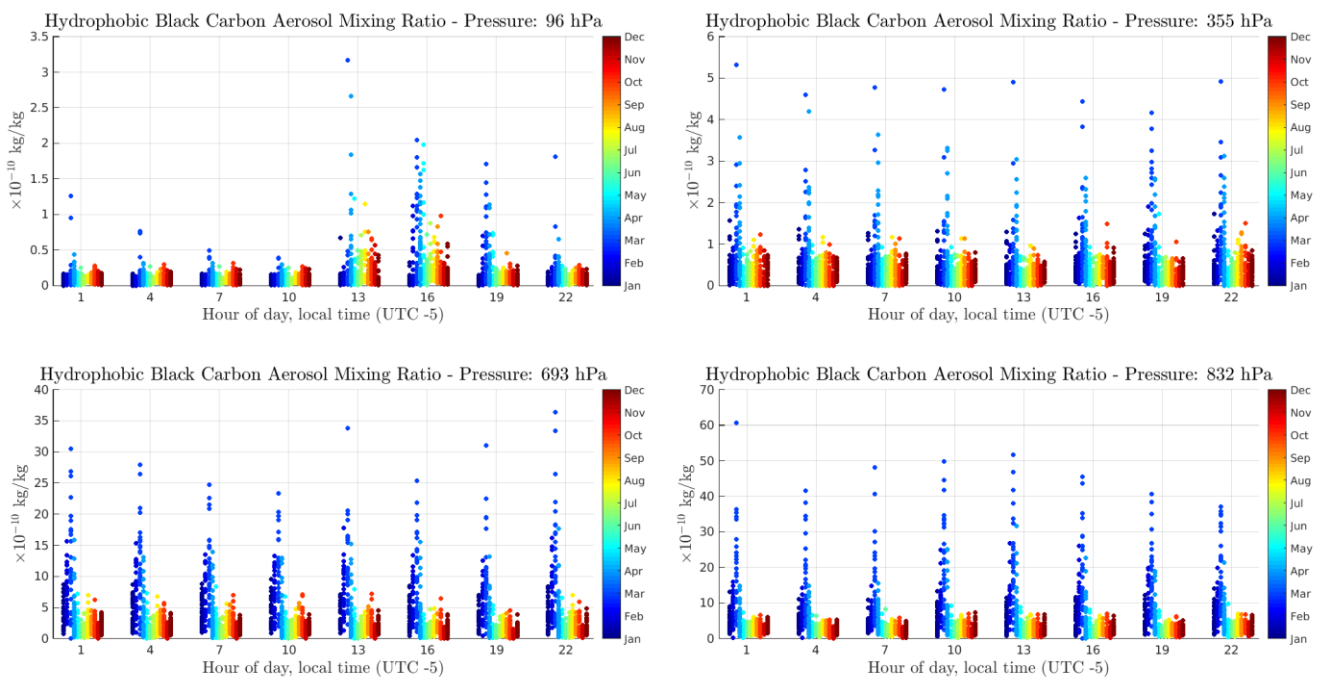 Hydrophobic Black Carbon Aerosol Mixing Ratio - Pressure: 96 hPa
3.5
3
2.5
2
1.5
1
0.5
0
×10⁻¹⁰ kg/kg
1 4 7 10 13 16 19 22
Hour of day, local time (UTC -5)
Dec
Nov
Oct
Sep
Aug
Jul
Jun
May
Apr
Mar
Feb
Jan
Hydrophobic Black Carbon Aerosol Mixing Ratio - Pressure: 355 hPa
6
5
4
3
2
1
0
×10⁻¹⁰ kg/kg
1 4 7 10 13 16 19 22
Hour of day, local time (UTC -5)
Dec
Nov
Oct
Sep
Aug
Jul
Jun
May
Apr
Mar
Feb
Jan
Hydrophobic Black Carbon Aerosol Mixing Ratio - Pressure: 693 hPa
40
35
30
25
20
15
10
5
0
×10⁻¹⁰ kg/kg
1 4 7 10 13 16 19 22
Hour of day, local time (UTC -5)
Dec
Nov
Oct
Sep
Aug
Jul
Jun
May
Apr
Mar
Feb
Jan
Hydrophobic Black Carbon Aerosol Mixing Ratio - Pressure: 832 hPa
70
60
50
40
30
20
10
0
×10⁻¹⁰ kg/kg
1 4 7 10 13 16 19 22
Hour of day, local time (UTC -5)
Dec
Nov
Oct
Sep
Aug
Jul
Jun
May
Apr
Mar
Feb
Jan